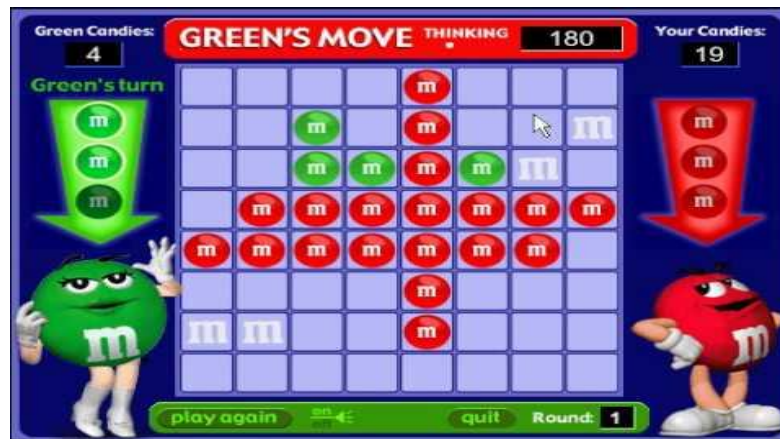 Green Candies:
4
GREEN'S MOVE THINKING 180
Your Candies:
19
Green's turn
m
m
m
m
m
m
m
m m m
m m m m m
m m m m m m m
m m m m m m m
m
m m m
m m
play again on off quit Round: 1